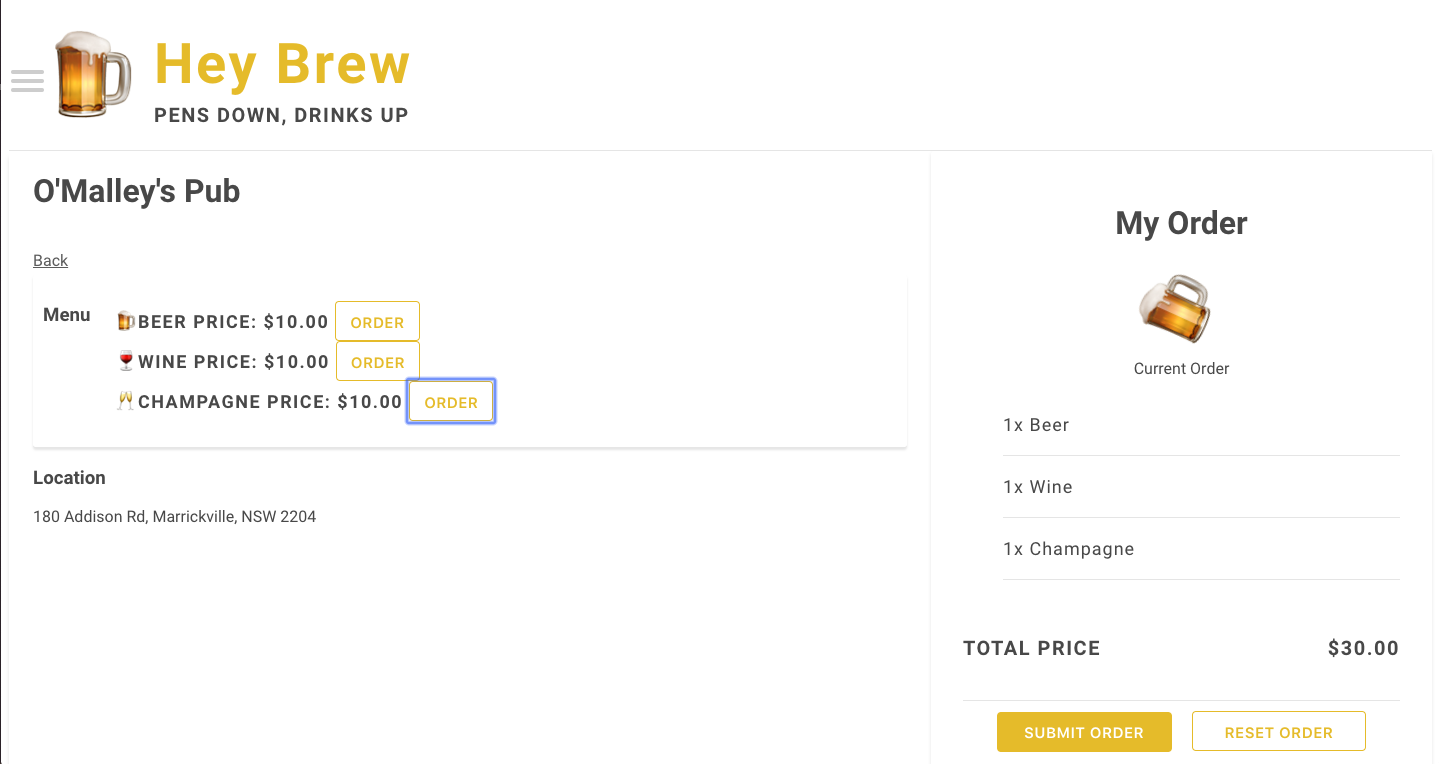 Hey Brew
PENS DOWN, DRINKS UP
O'Malley's Pub
Back
Menu
BEER PRICE: $10.00 ORDER
WINE PRICE: $10.00 ORDER
CHAMPAGNE PRICE: $10.00 ORDER
Location
180 Addison Rd, Marrickville, NSW 2204
My Order
Current Order
1x Beer
1x Wine
1x Champagne
TOTAL PRICE $30.00
SUBMIT ORDER RESET ORDER